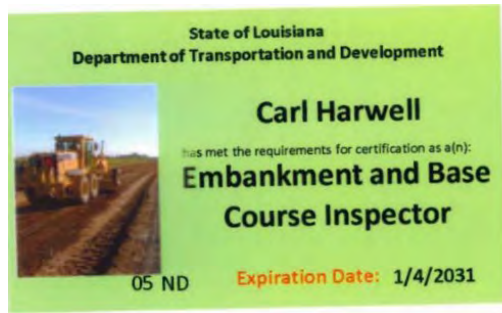 State of Louisiana
Department of Transportation and Development
Carl Harwell
has met the requirements for certification as a(n):
Embankment and Base
Course Inspector
05 ND
Expiration Date: 1/4/2031